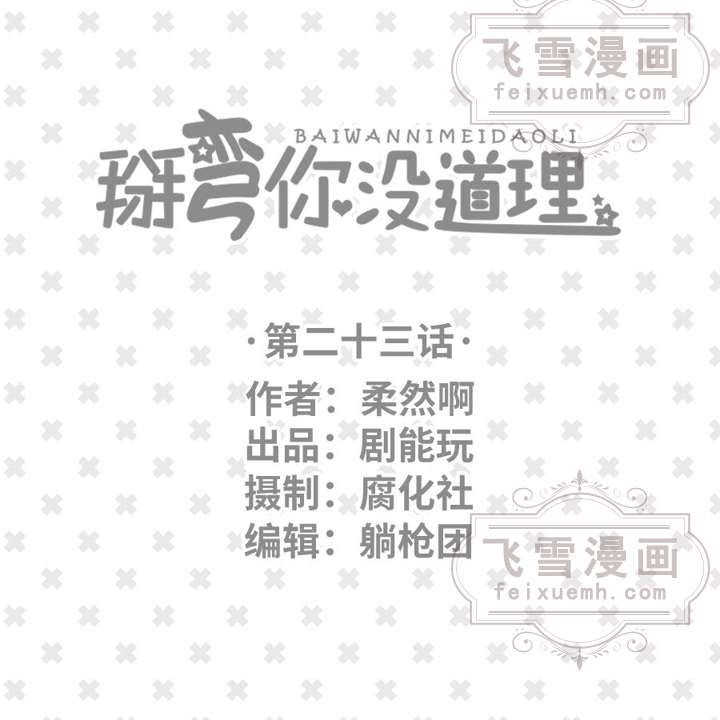 飞雪漫画
feixuemh.com
BAIWANNIMEIDAOLI
掰弯你没道理
·第二十三话·
作者：柔然啊
出品：剧能玩
摄制：腐化社
编辑：躺枪团
飞雪漫画
feixuemh.com